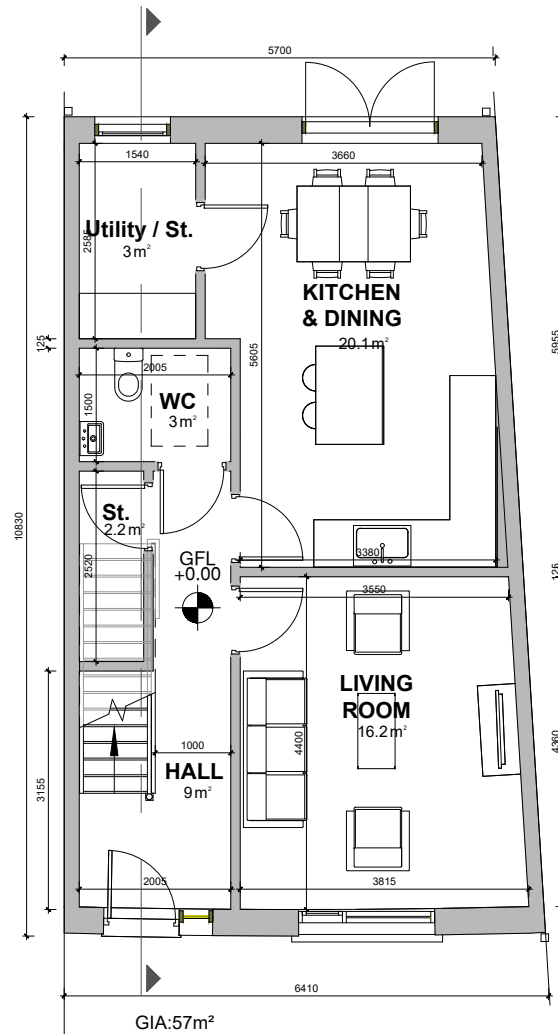 5700
1540
3660
Utility / St.
3m²
2585
KITCHEN
& DINING
20.1m²
125
2005
5605
5955
1500
WC
3m²
St.
2.2m²
10830
GFL
+0.00
2520
3380
125
3550
LIVING
ROOM
16.2m²
4400
4360
1000
HALL
9m²
3155
2005
3815
6410
GIA:57m²